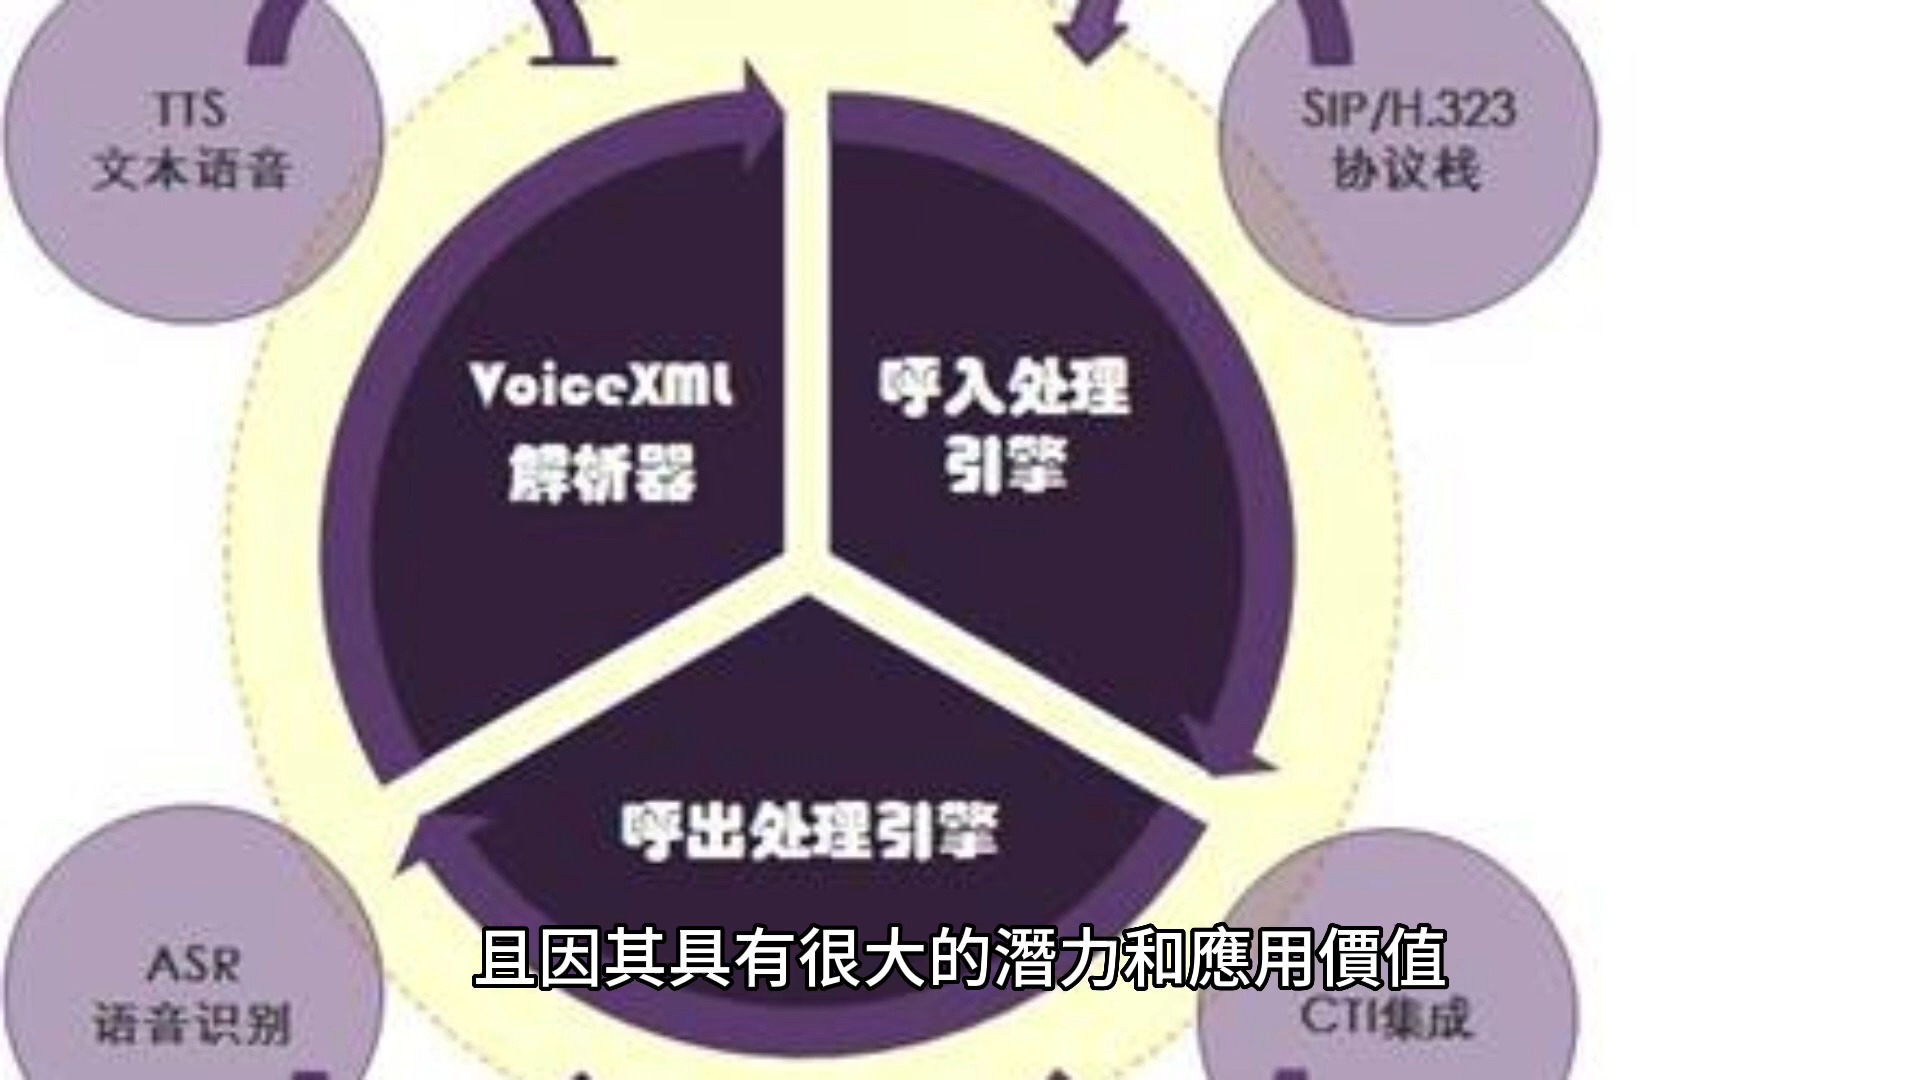 TTS
文本语音
SIP/H.323
协议栈
VoiceXML
解析器
呼入处理
引擎
呼出处理引擎
ASR
语音识别
CTI集成
且因其具有很大的潛力和應用價值